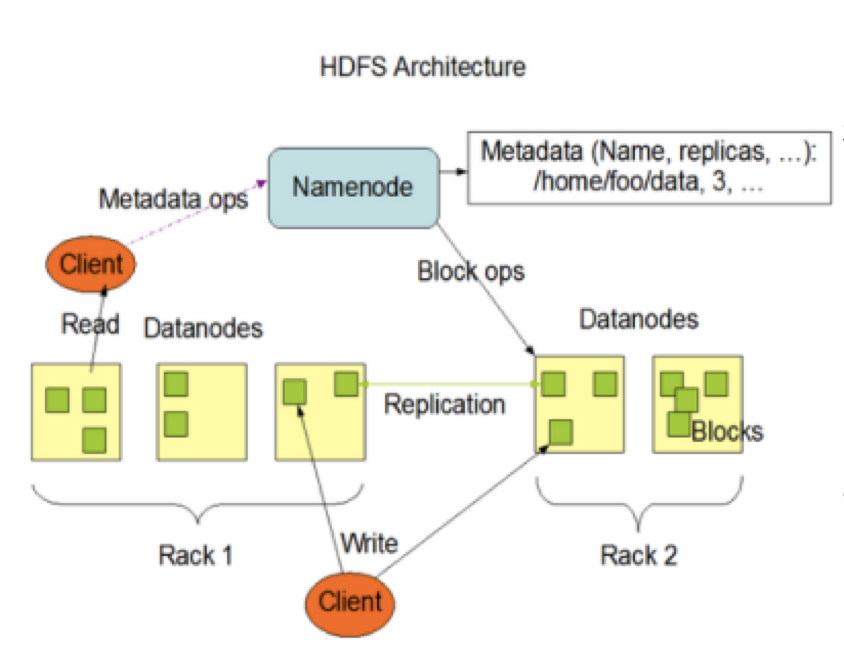 HDFS Architecture
Metadata (Name, replicas, ...):
/home/foo/data, 3, ...
Namenode
Metadata ops
Client
Block ops
Read
Datanodes
Datanodes
Replication
Blocks
Rack 1
Write
Rack 2
Client